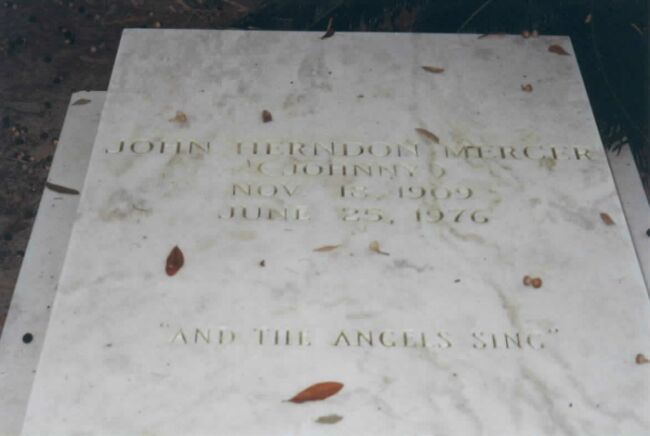 JOHN HERNDON MERCER
(JOHNNY)
NOV. 18, 1909
JUNE 25, 1976
"AND THE ANGELS SING"